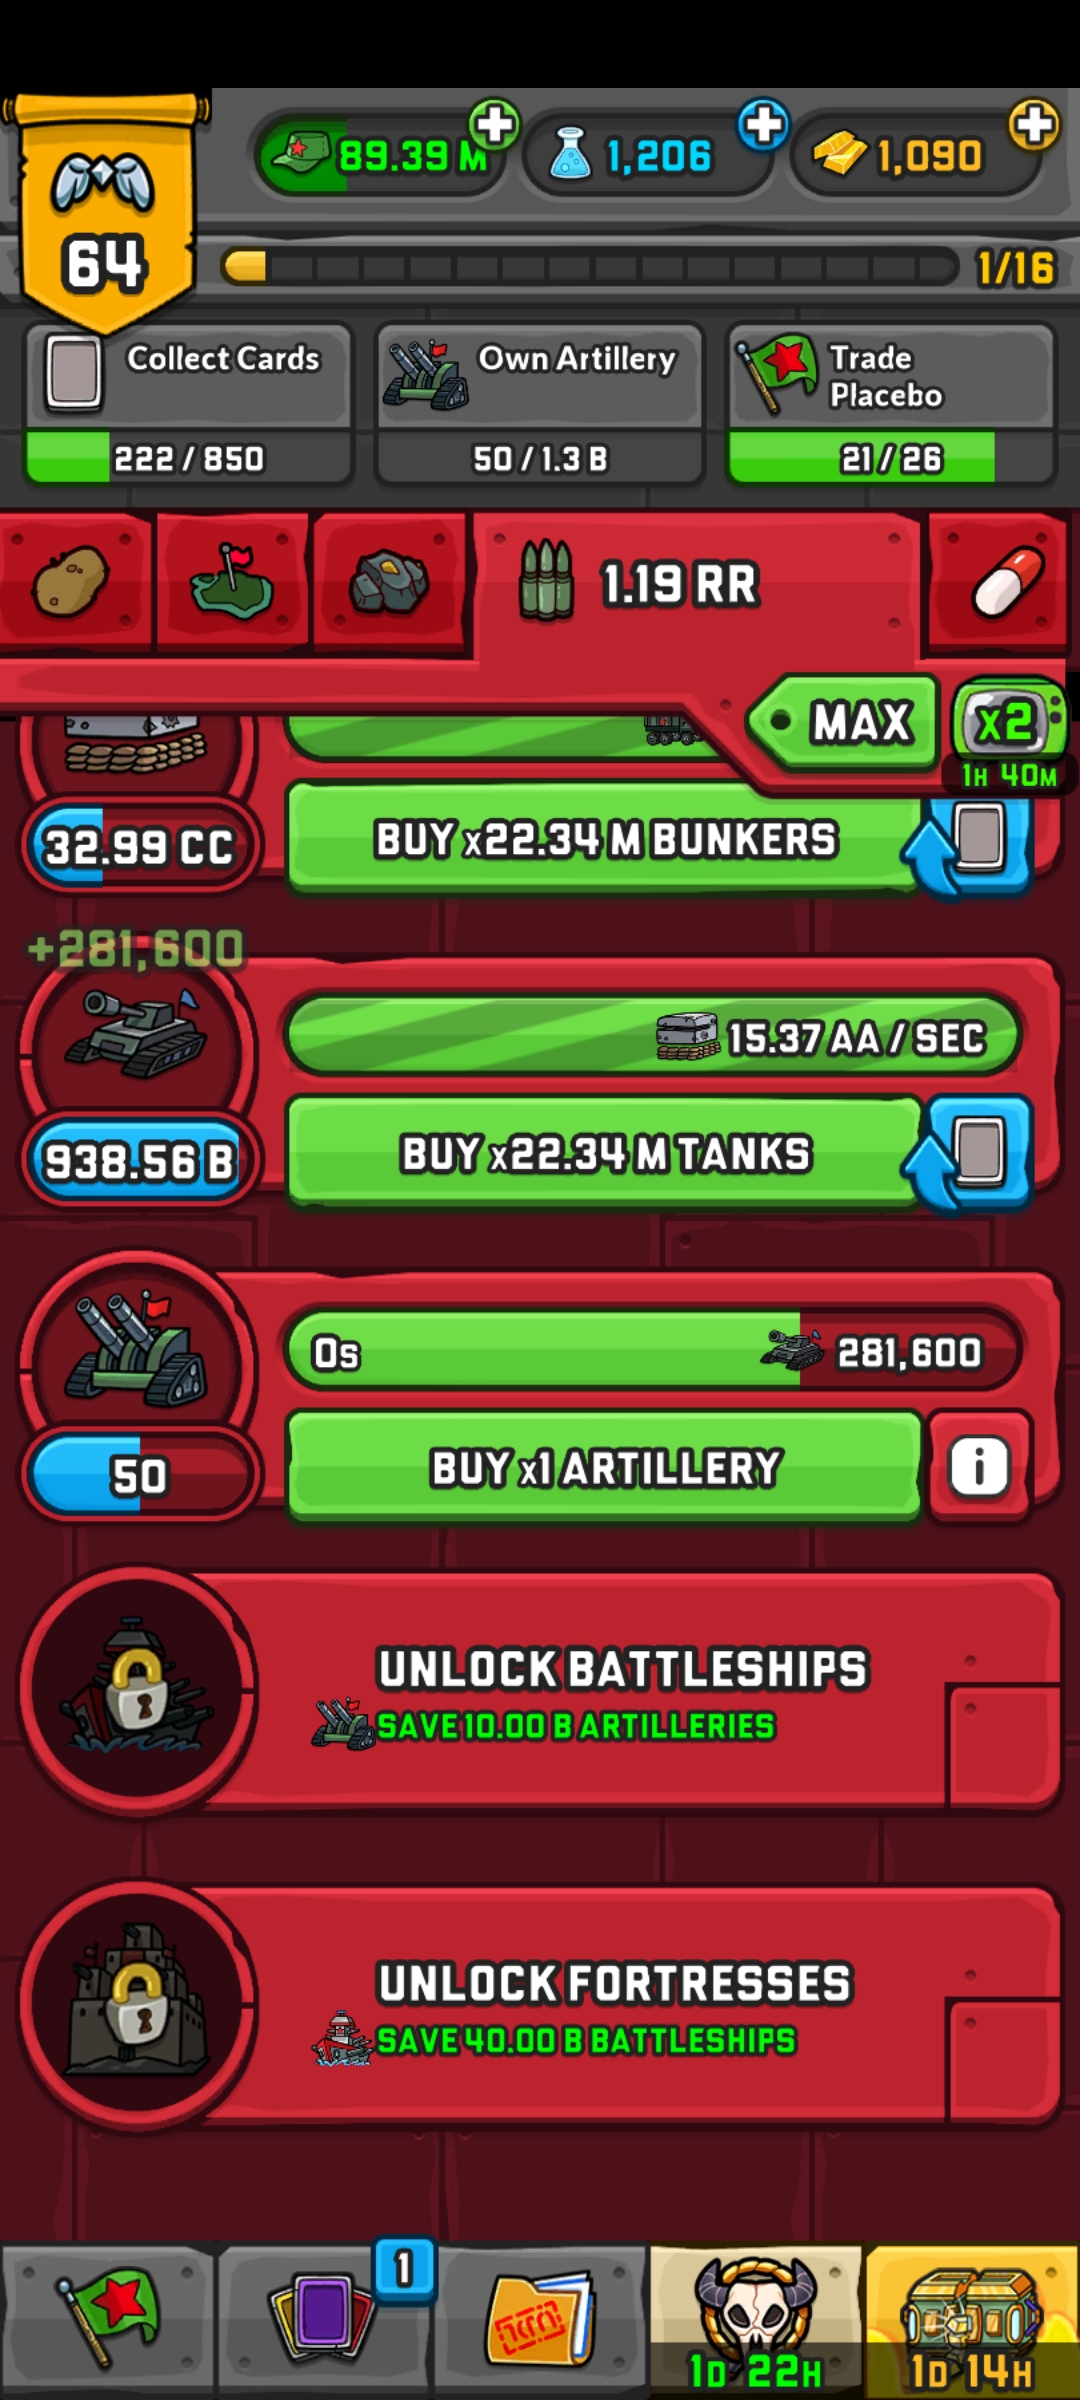 89.39 M
1,206
1,090
64
1/16
Collect Cards
222 / 850
Own Artillery
50 / 1.3 B
Trade
Placebo
21 / 26
1.19 RR
MAX
x2
1H 40M
32.99 CC
BUY x22.34 M BUNKERS
+281,600
15.37 AA / SEC
938.56 B
BUY x22.34 M TANKS
0s
281,600
50
BUY x1 ARTILLERY
i
UNLOCK BATTLESHIPS
SAVE 10.00 B ARTILLERIES
UNLOCK FORTRESSES
SAVE 40.00 B BATTLESHIPS
1
1D 22H
1D 14H